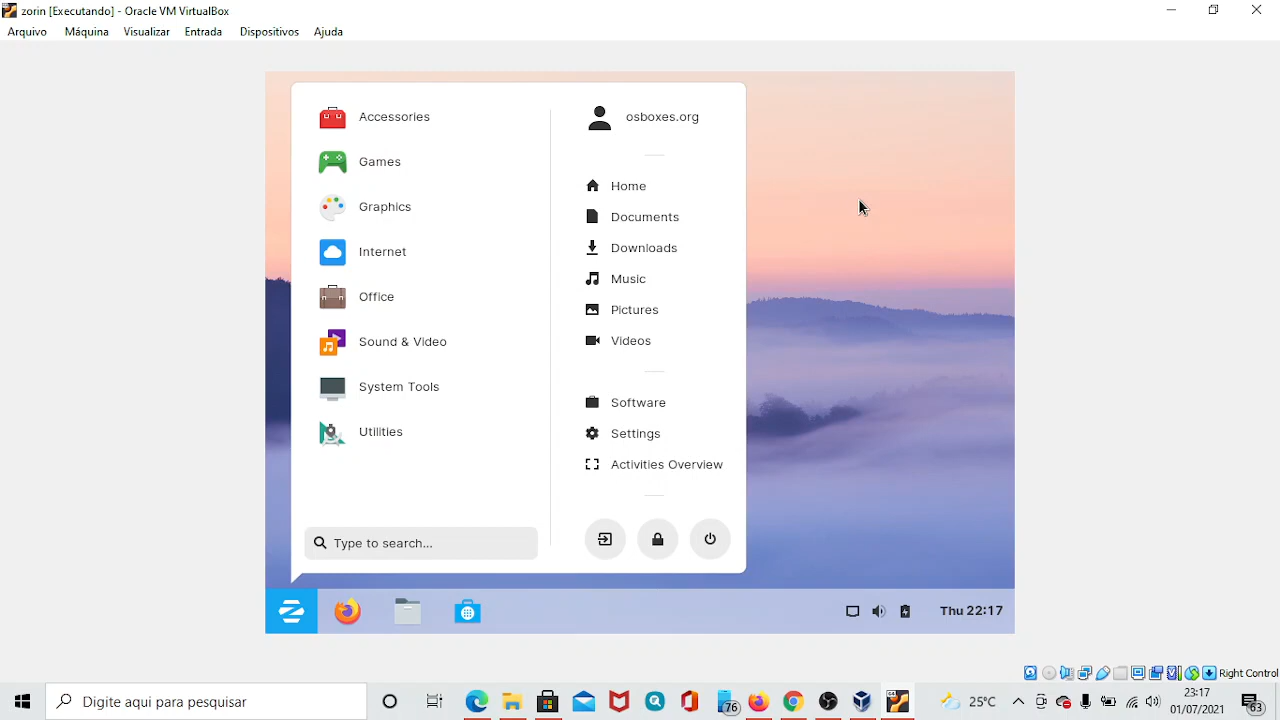 zorin [Executando] - Oracle VM VirtualBox
Arquivo Máquina Visualizar Entrada Dispositivos Ajuda
Accessories
Games
Graphics
Internet
Office
Sound & Video
System Tools
Utilities
Type to search...
osboxes.org
Home
Documents
Downloads
Music
Pictures
Videos
Software
Settings
Activities Overview
Thu 22:17
Right Control
Digite aqui para pesquisar
76
25°C
23:17
01/07/2021
63